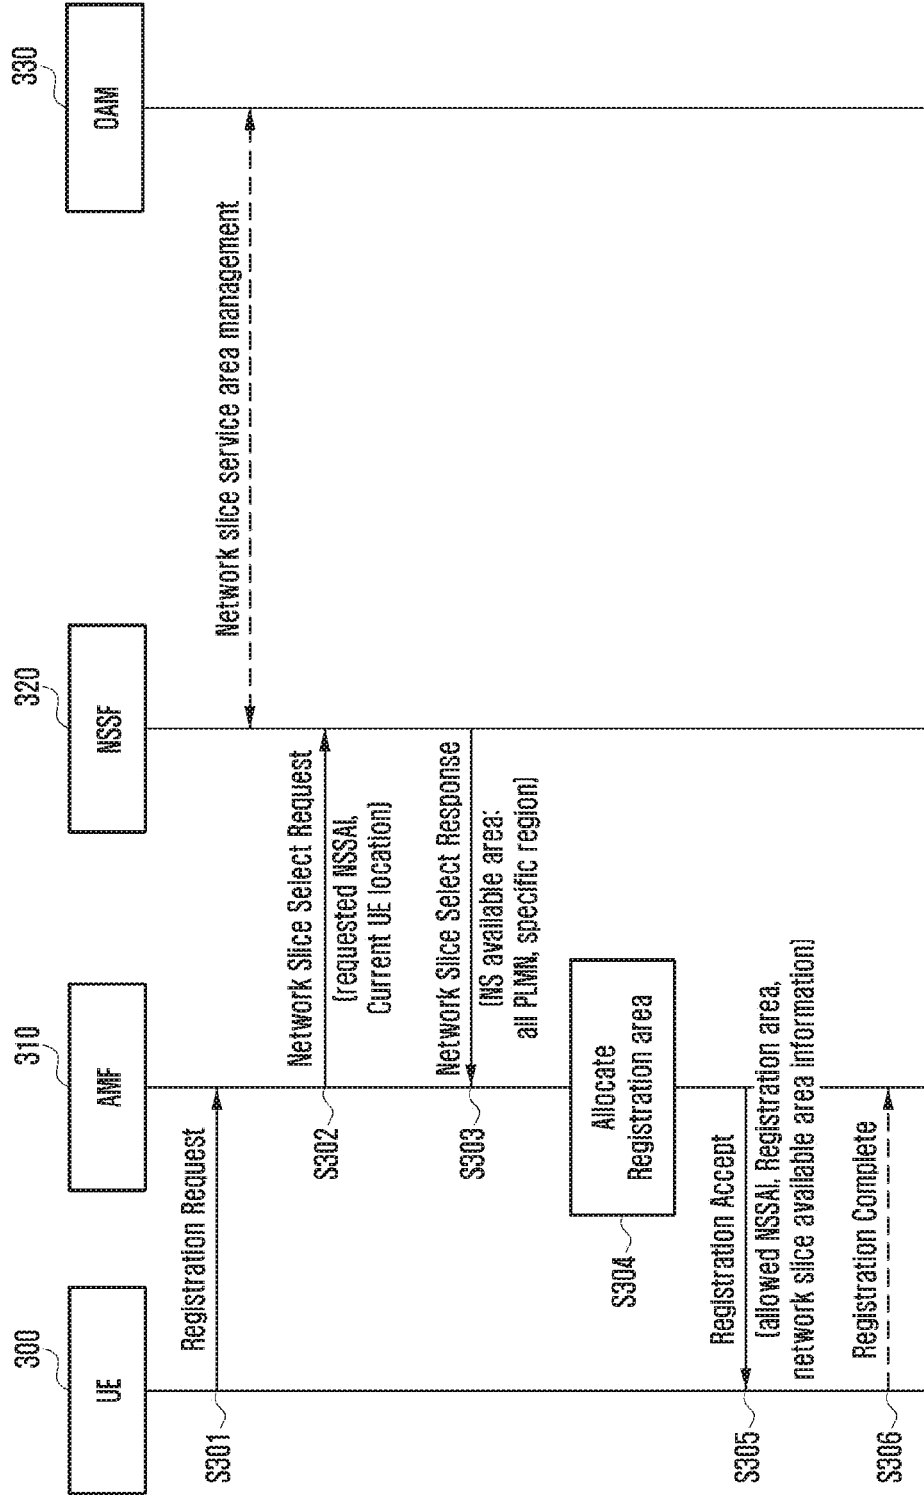 300
UE
310
AMF
320
NSSF
330
OAM
Network slice service area management
S301
Registration Request
S302
Network Slice Select Request
(requested NSSAI,
Current UE location)
S303
Network Slice Select Response
(NS available area:
all PLMN, specific region)
S304
Allocate
Registration area
S305
Registration Accept
(allowed NSSAI, Registration area,
network slice available area information)
S306
Registration Complete